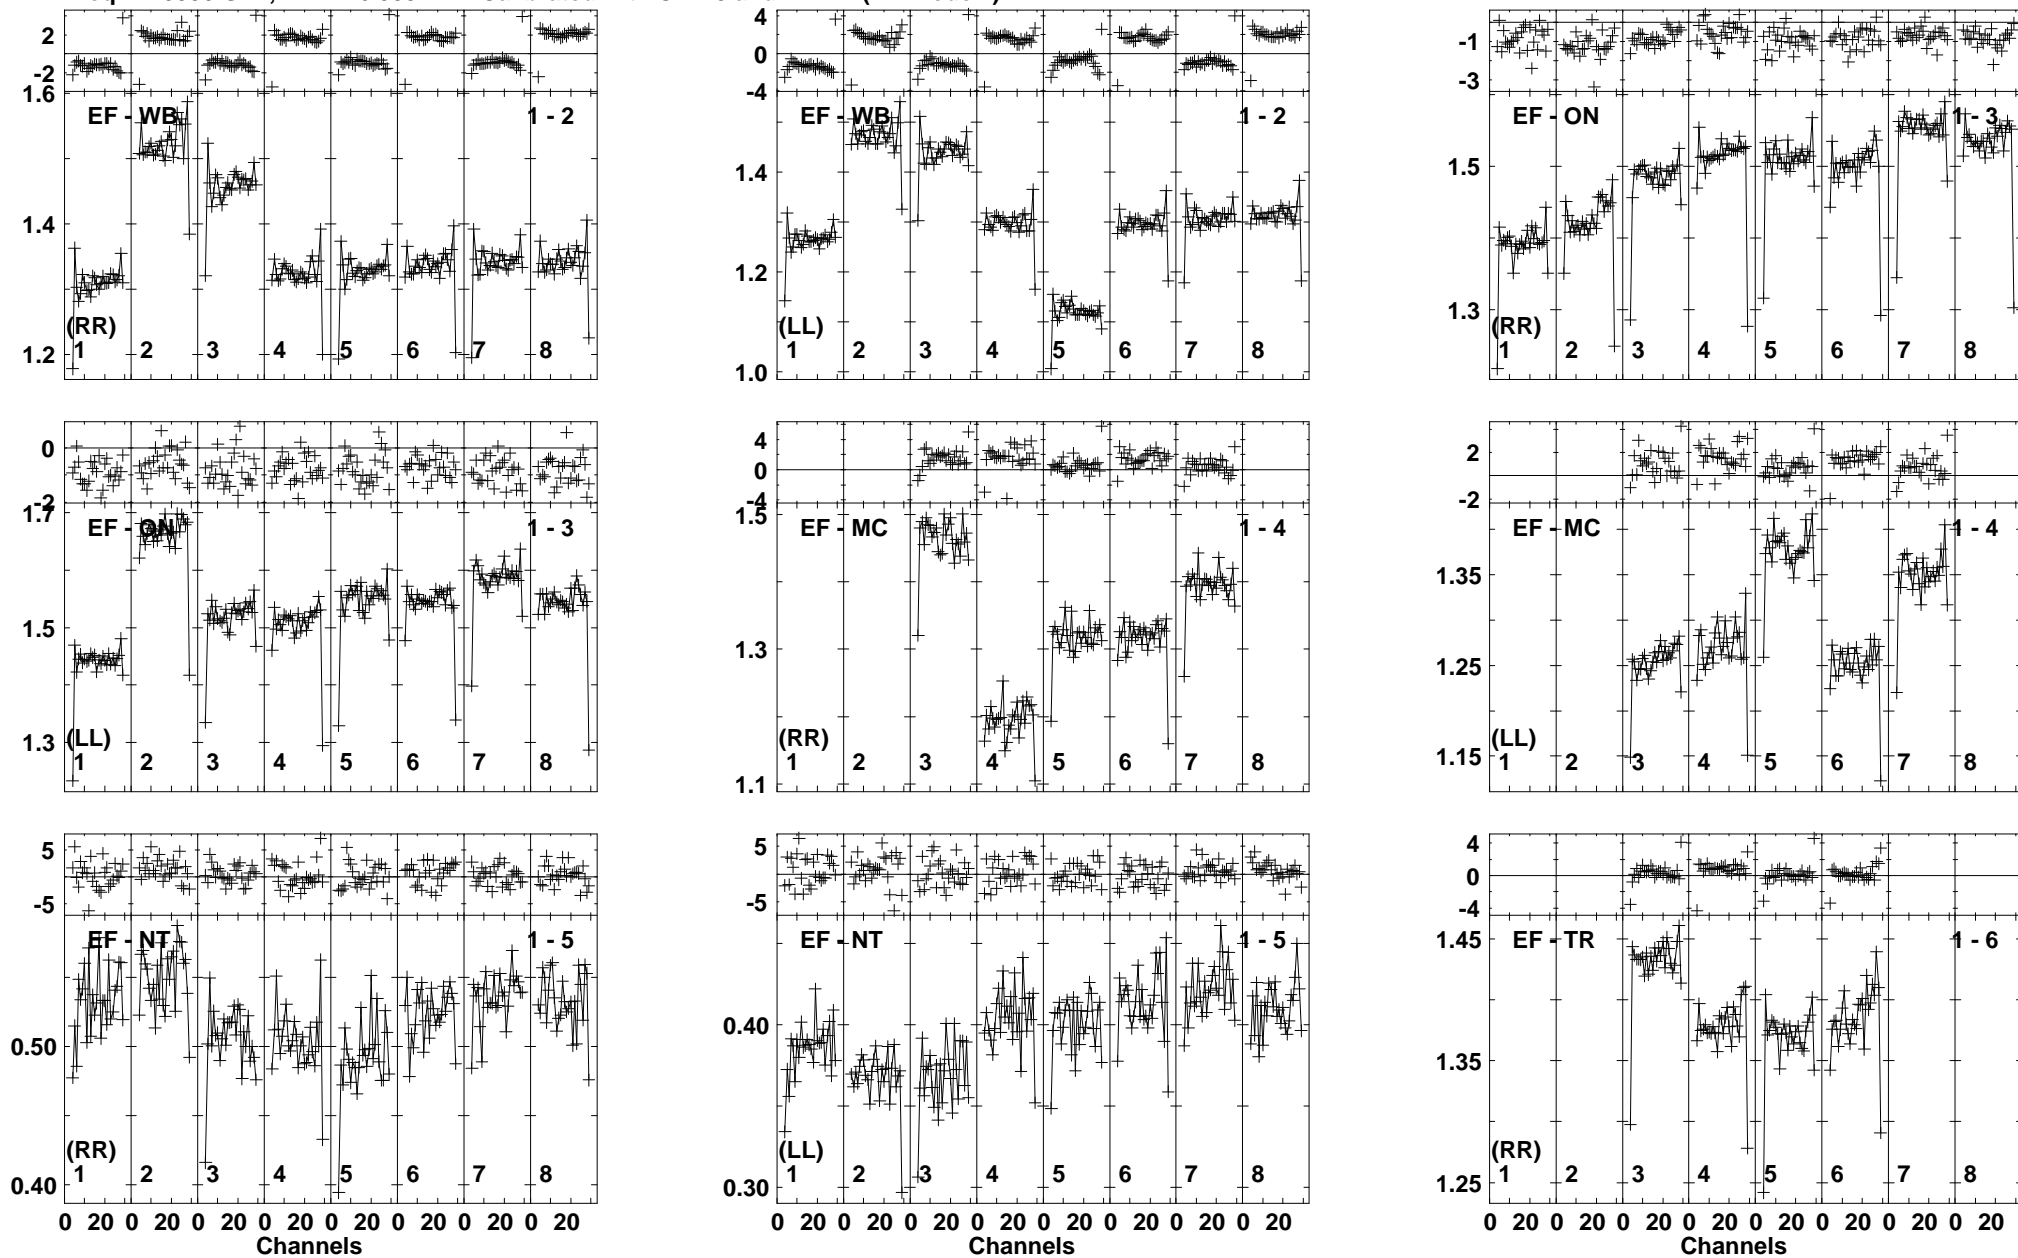 2
-2
1.6
EF - WB
1 - 2
1.4
1.2
(RR)
1 2 3 4 5 6 7 8
4
0
-4
EF - WB
1 - 2
1.4
1.2
1.0
(LL)
1 2 3 4 5 6 7 8
-1
-3
EF - ON
1 - 3
1.5
1.3
(RR)
1 2 3 4 5 6 7 8
0
-2
1.7
EF - ON
1 - 3
1.5
1.3
(LL)
1 2 3 4 5 6 7 8
4
0
-4
1.5
EF - MC
1 - 4
1.3
1.1
(RR)
1 2 3 4 5 6 7 8
2
-2
EF - MC
1 - 4
1.35
1.25
1.15
(LL)
1 2 3 4 5 6 7 8
5
-5
EF - NT
1 - 5
0.50
0.40
(RR)
1 2 3 4 5 6 7 8
0 20 0 20 0 20 0 20 0 20 0 20 0 20 0 20
Channels
5
-5
EF - NT
1 - 5
0.40
0.30
(LL)
1 2 3 4 5 6 7 8
0 20 0 20 0 20 0 20 0 20 0 20 0 20 0 20
Channels
4
0
-4
1.45
EF - TR
1 - 6
1.35
1.25
(RR)
1 2 3 4 5 6 7 8
0 20 0 20 0 20 0 20 0 20 0 20 0 20 0 20
Channels